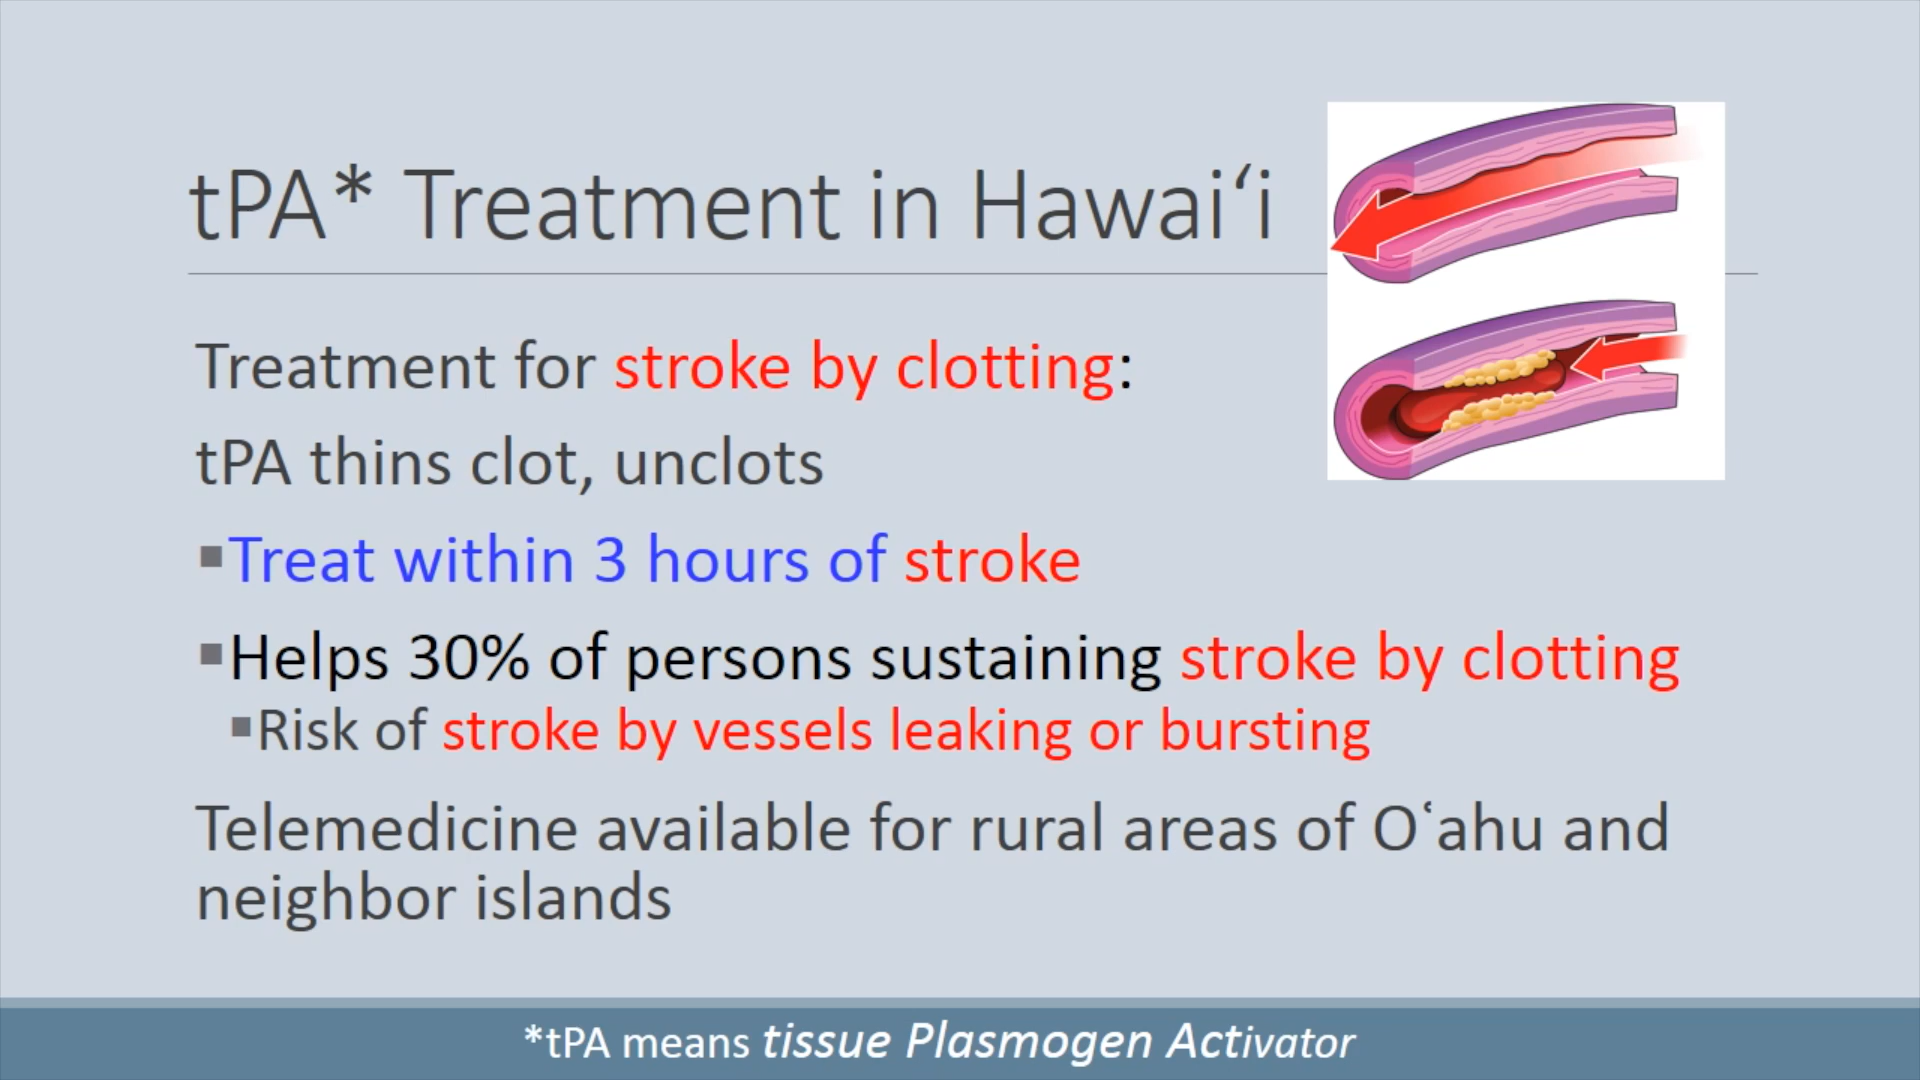 tPA* Treatment in Hawaiʻi
Treatment for stroke by clotting:
tPA thins clot, unclots
▪Treat within 3 hours of stroke
▪Helps 30% of persons sustaining stroke by clotting
▪Risk of stroke by vessels leaking or bursting
Telemedicine available for rural areas of Oʻahu and
neighbor islands
*tPA means tissue Plasmogen Activator